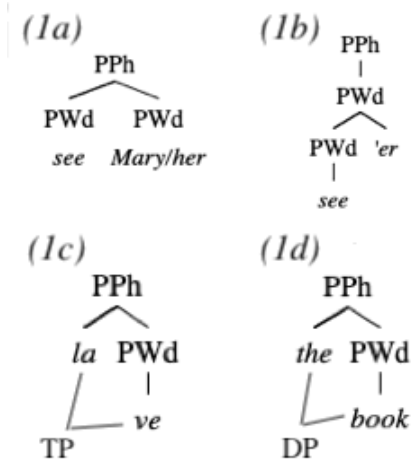 (1a)
PPh
PWd PWd
see Mary/her
(1b)
PPh
PWd
PWd 'er
see
(1c)
PPh
la PWd
ve
TP
(1d)
PPh
the PWd
book
DP